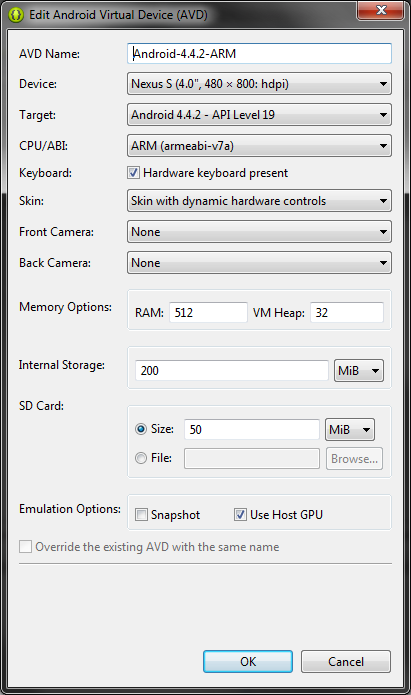 Edit Android Virtual Device (AVD)
AVD Name: Android-4.4.2-ARM
Device: Nexus S (4.0", 480 × 800: hdpi)
Target: Android 4.4.2 - API Level 19
CPU/ABI: ARM (armeabi-v7a)
Keyboard: Hardware keyboard present
Skin: Skin with dynamic hardware controls
Front Camera: None
Back Camera: None
Memory Options: RAM: 512 VM Heap: 32
Internal Storage: 200 MiB
SD Card:
Size: 50 MiB
File: Browse...
Emulation Options: Snapshot Use Host GPU
Override the existing AVD with the same name
OK Cancel